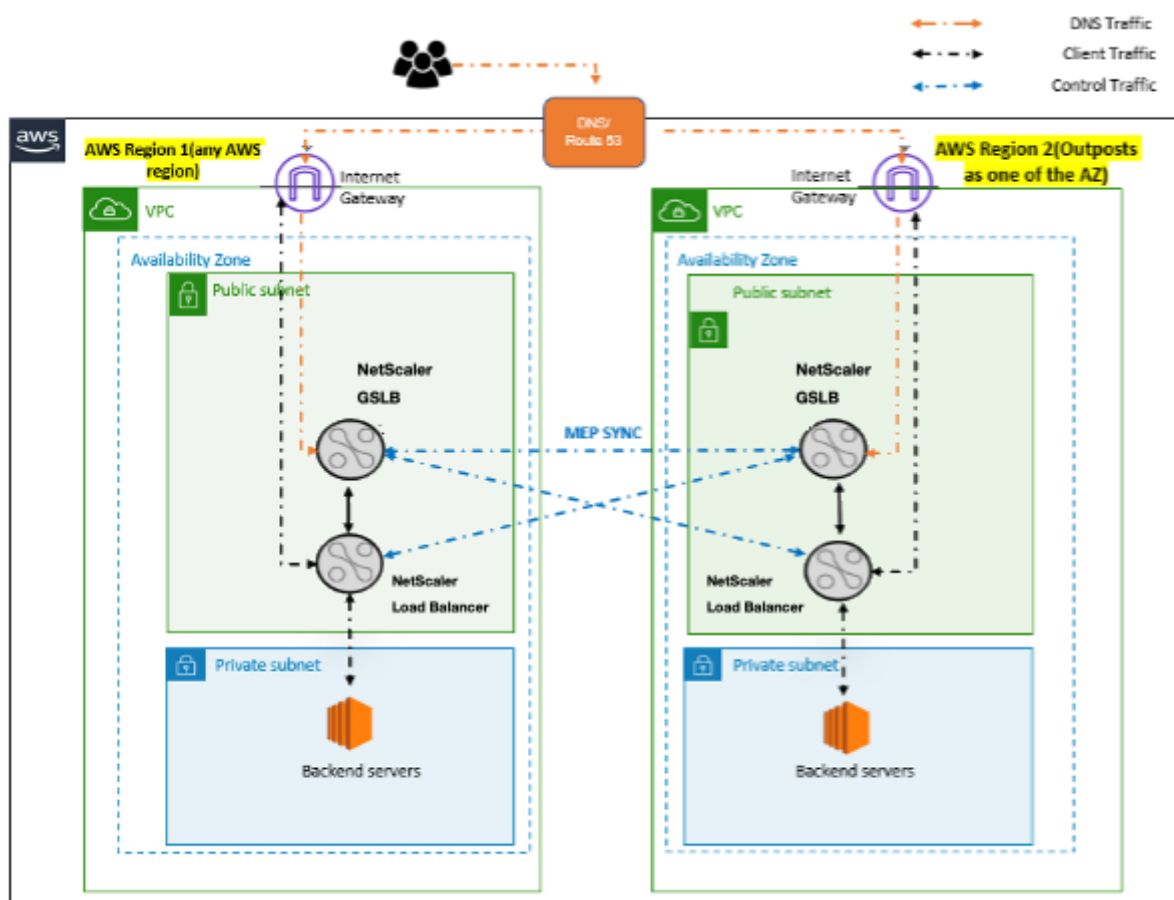 DNS Traffic
Client Traffic
Control Traffic
DNS/
Route 53
aws
AWS Region 1(any AWS
region)
Internet
Gateway
VPC
Availability Zone
Public subnet
NetScaler
GSLB
NetScaler
Load Balancer
Private subnet
Backend servers
MEP SYNC
AWS Region 2(Outposts
as one of the AZ)
Internet
Gateway
VPC
Availability Zone
Public subnet
NetScaler
GSLB
NetScaler
Load Balancer
Private subnet
Backend servers